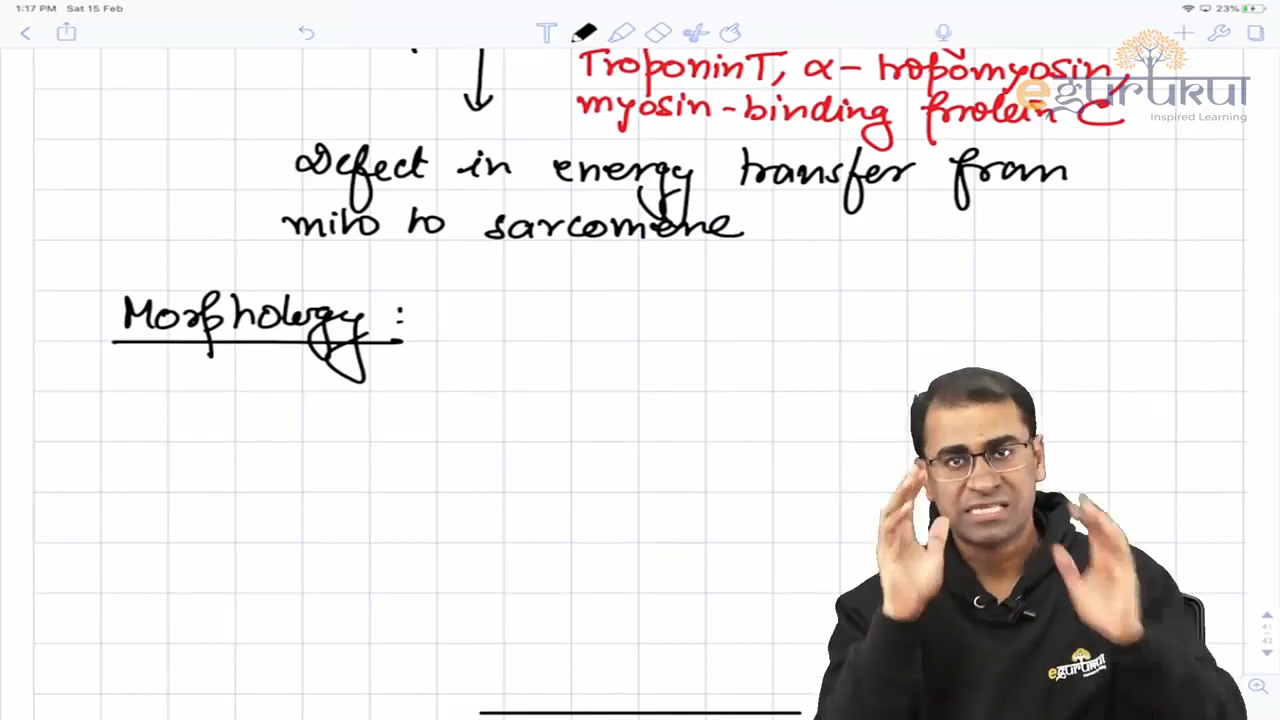 1:17 PM Sat 15 Feb
23%
Troponin T, α - tropomyosin,
myosin - binding protein C
eGurukul
Inspired Learning
Defect in energy transfer from
mito to sarcomere
Morphology :
eGurukul